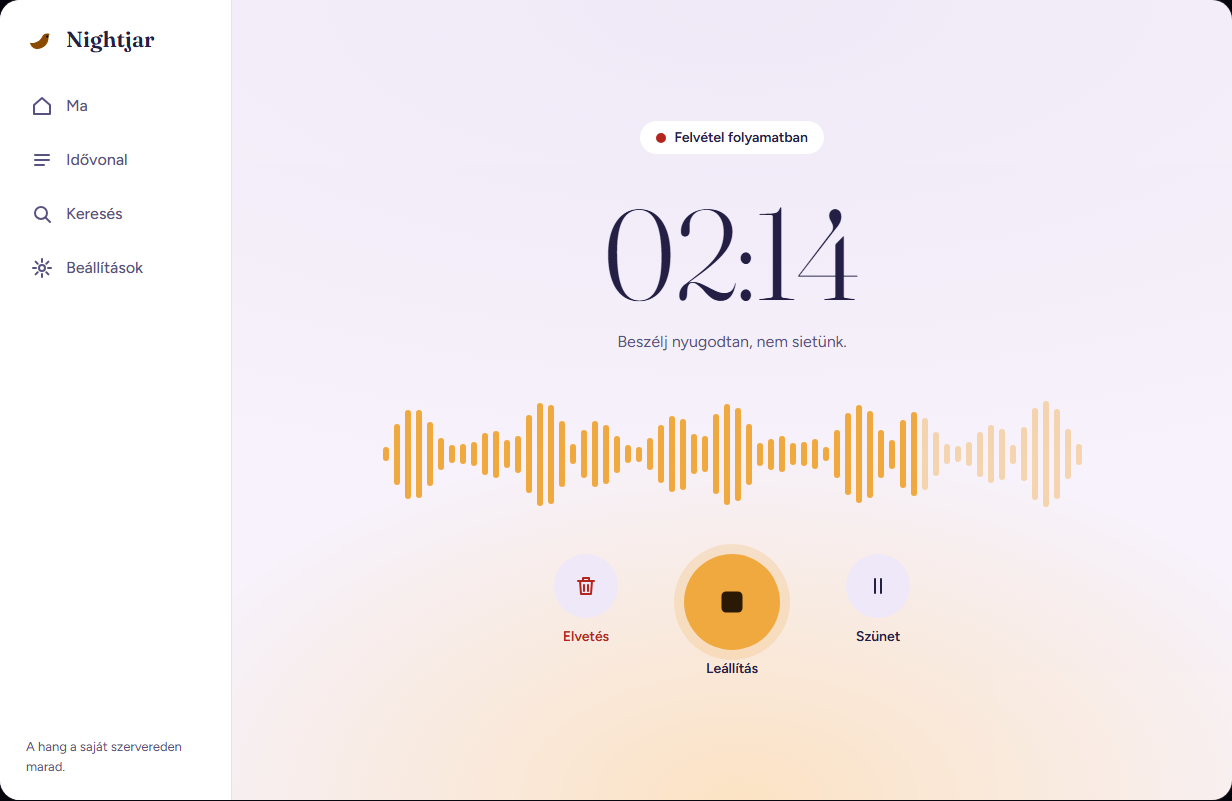 Nightjar
Ma
Idővonal
Keresés
Beállítások
A hang a saját szervereden
marad.
Felvétel folyamatban
02:14
Beszélj nyugodtan, nem sietünk.
Elvetés
Leállítás
Szünet